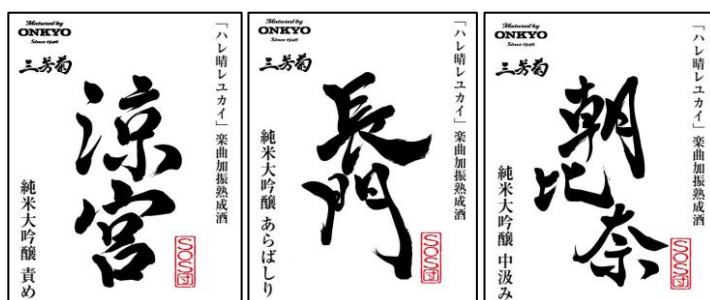 Matured by
ONKYO
Since 1946
三芳菊
「ハレ晴レユカイ」楽曲加振熟成酒
涼宮
純米大吟醸 責め
SOS団
Matured by
ONKYO
Since 1946
三芳菊
「ハレ晴レユカイ」楽曲加振熟成酒
長門
純米大吟醸 あらばしり
SOS団
Matured by
ONKYO
Since 1946
三芳菊
「ハレ晴レユカイ」楽曲加振熟成酒
朝比奈
純米大吟醸 中汲み
SOS団